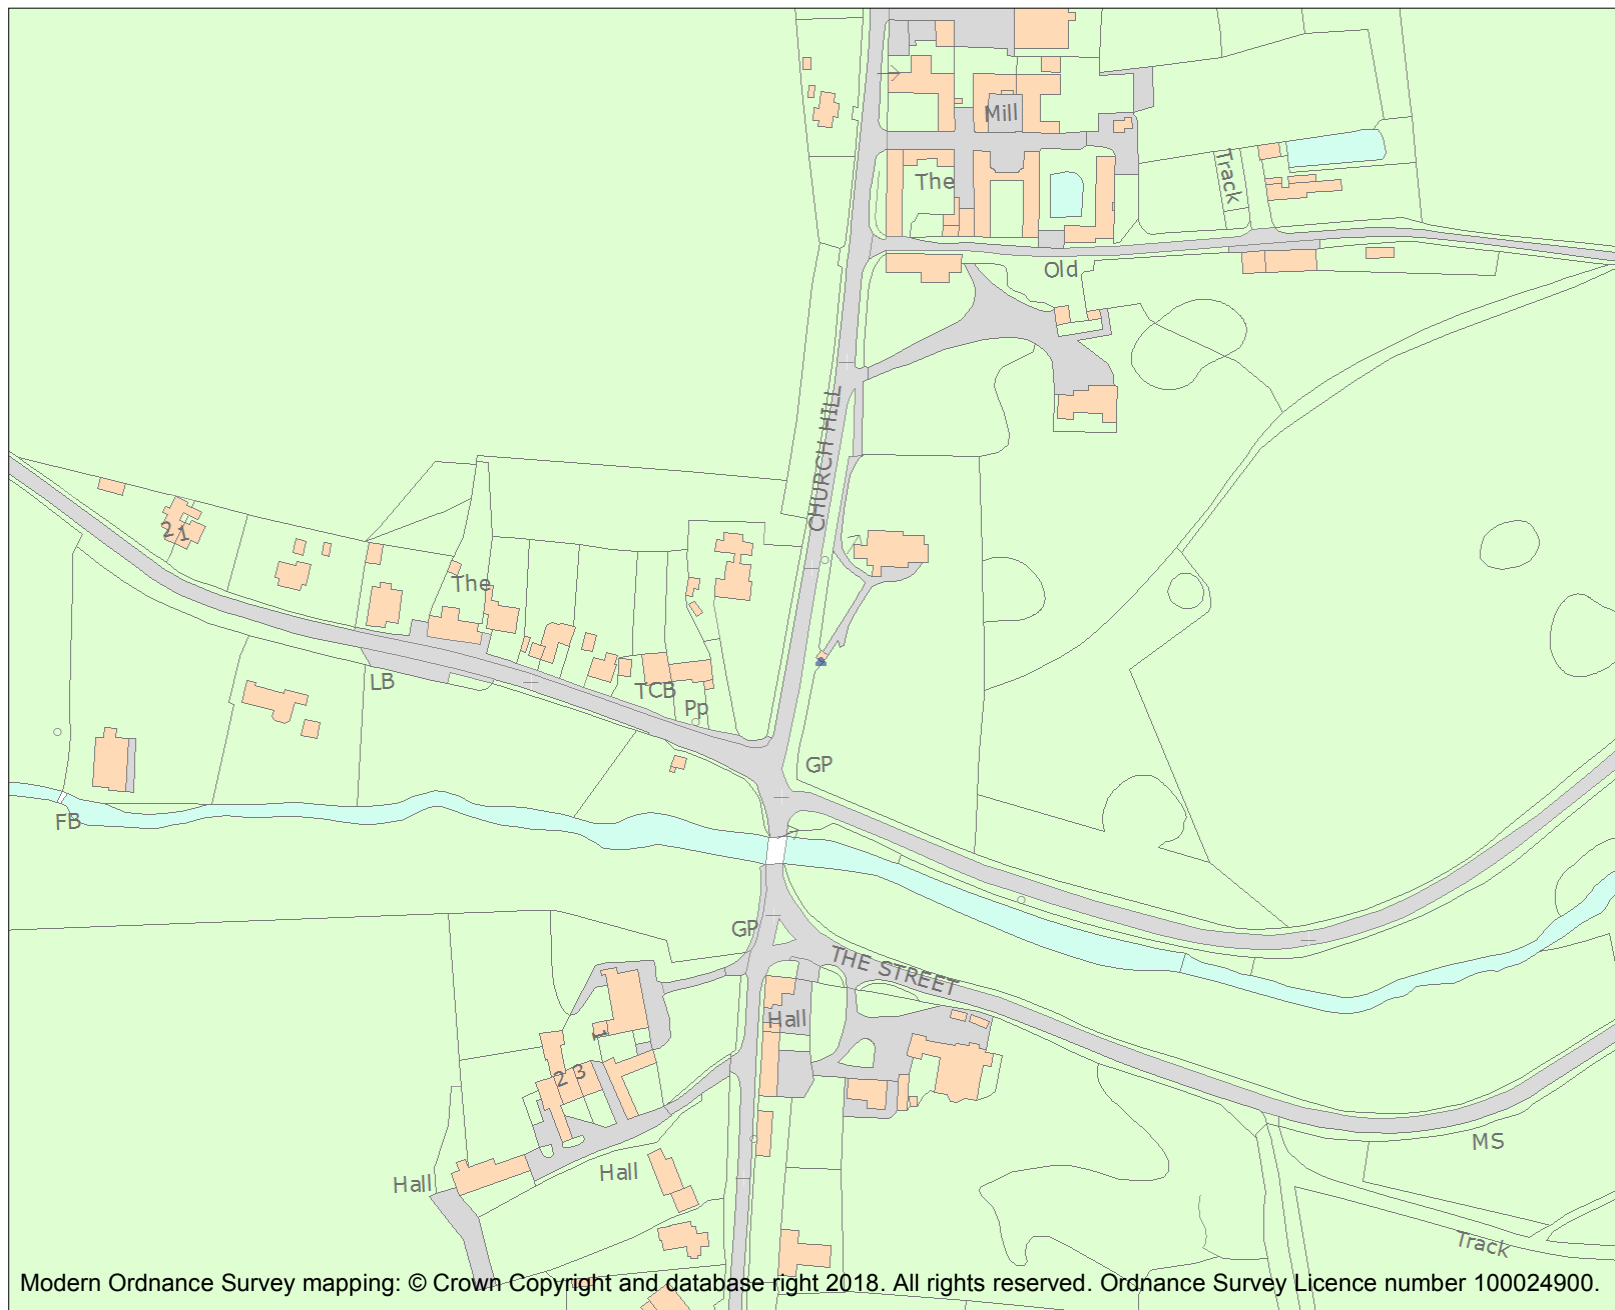 Mill
Track
The
Old
CHURCH HILL
21
The
LB
TCB
Pp
GP
FB
GP
THE STREET
Hall
1
2 3
MS
Hall
Hall
Track
Modern Ordnance Survey mapping: © Crown Copyright and database right 2018. All rights reserved. Ordnance Survey Licence number 100024900.